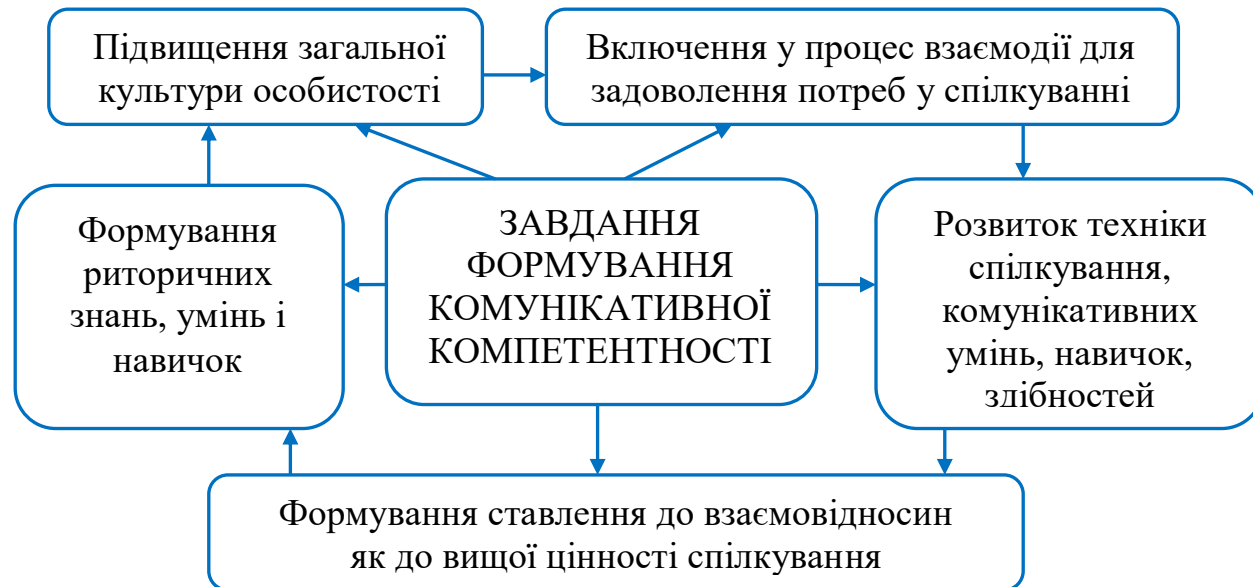 Підвищення загальної
культури особистості
Включення у процес взаємодії для
задоволення потреб у спілкуванні
Формування
риторичних
знань, умінь і
навичок
ЗАВДАННЯ
ФОРМУВАННЯ
КОМУНІКАТИВНОЇ
КОМПЕТЕНТНОСТІ
Розвиток техніки
спілкування,
комунікативних
умінь, навичок,
здібностей
Формування ставлення до взаємовідносин
як до вищої цінності спілкування